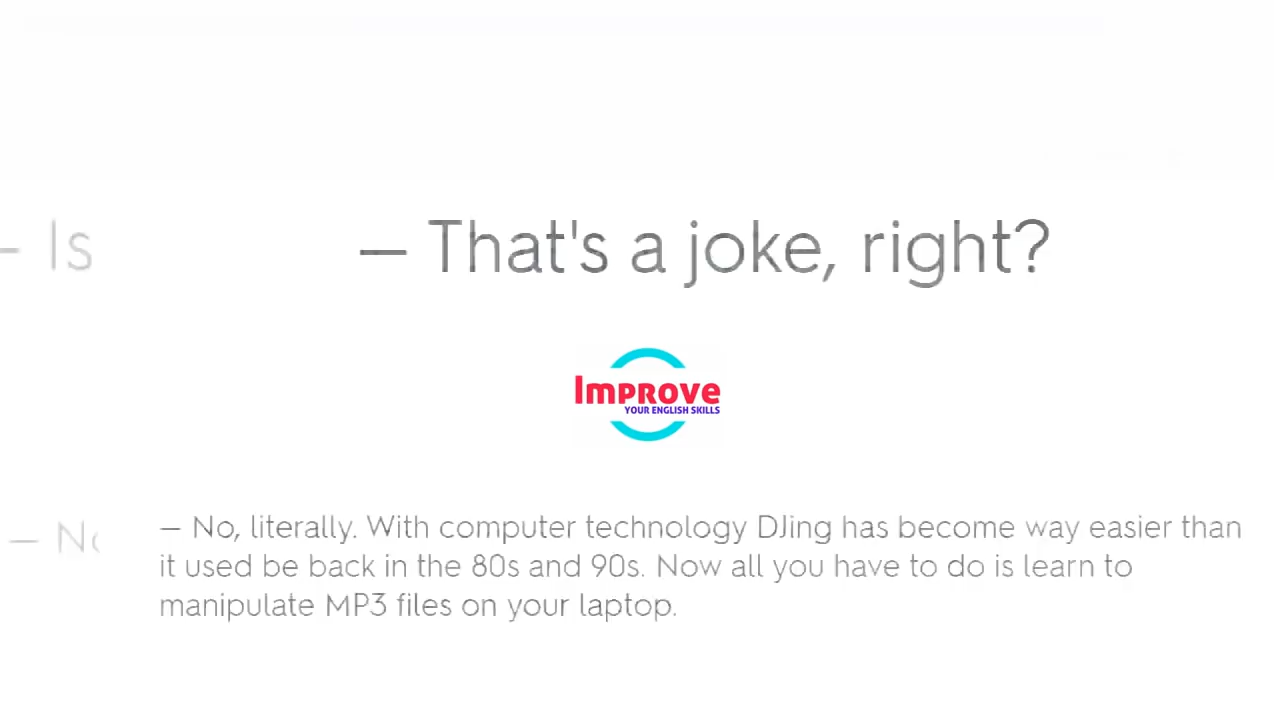 — Is
— That's a joke, right?
Improve
YOUR ENGLISH SKILLS
— No
— No, literally. With computer technology DJing has become way easier than
it used be back in the 80s and 90s. Now all you have to do is learn to
manipulate MP3 files on your laptop.